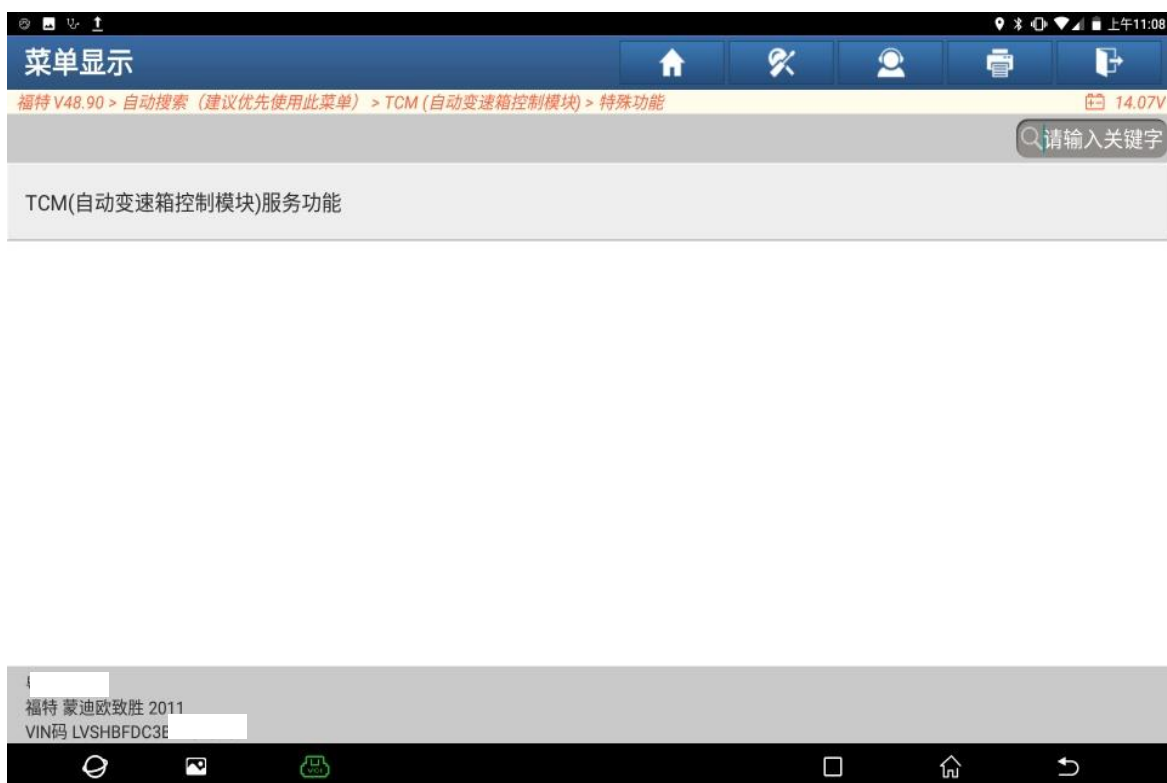 上午11:08
菜单显示
福特 V48.90 > 自动搜索（建议优先使用此菜单） > TCM (自动变速箱控制模块) > 特殊功能
14.07V
请输入关键字
TCM(自动变速箱控制模块)服务功能
福特 蒙迪欧致胜 2011
VIN码 LVSHBFDC3
VCI